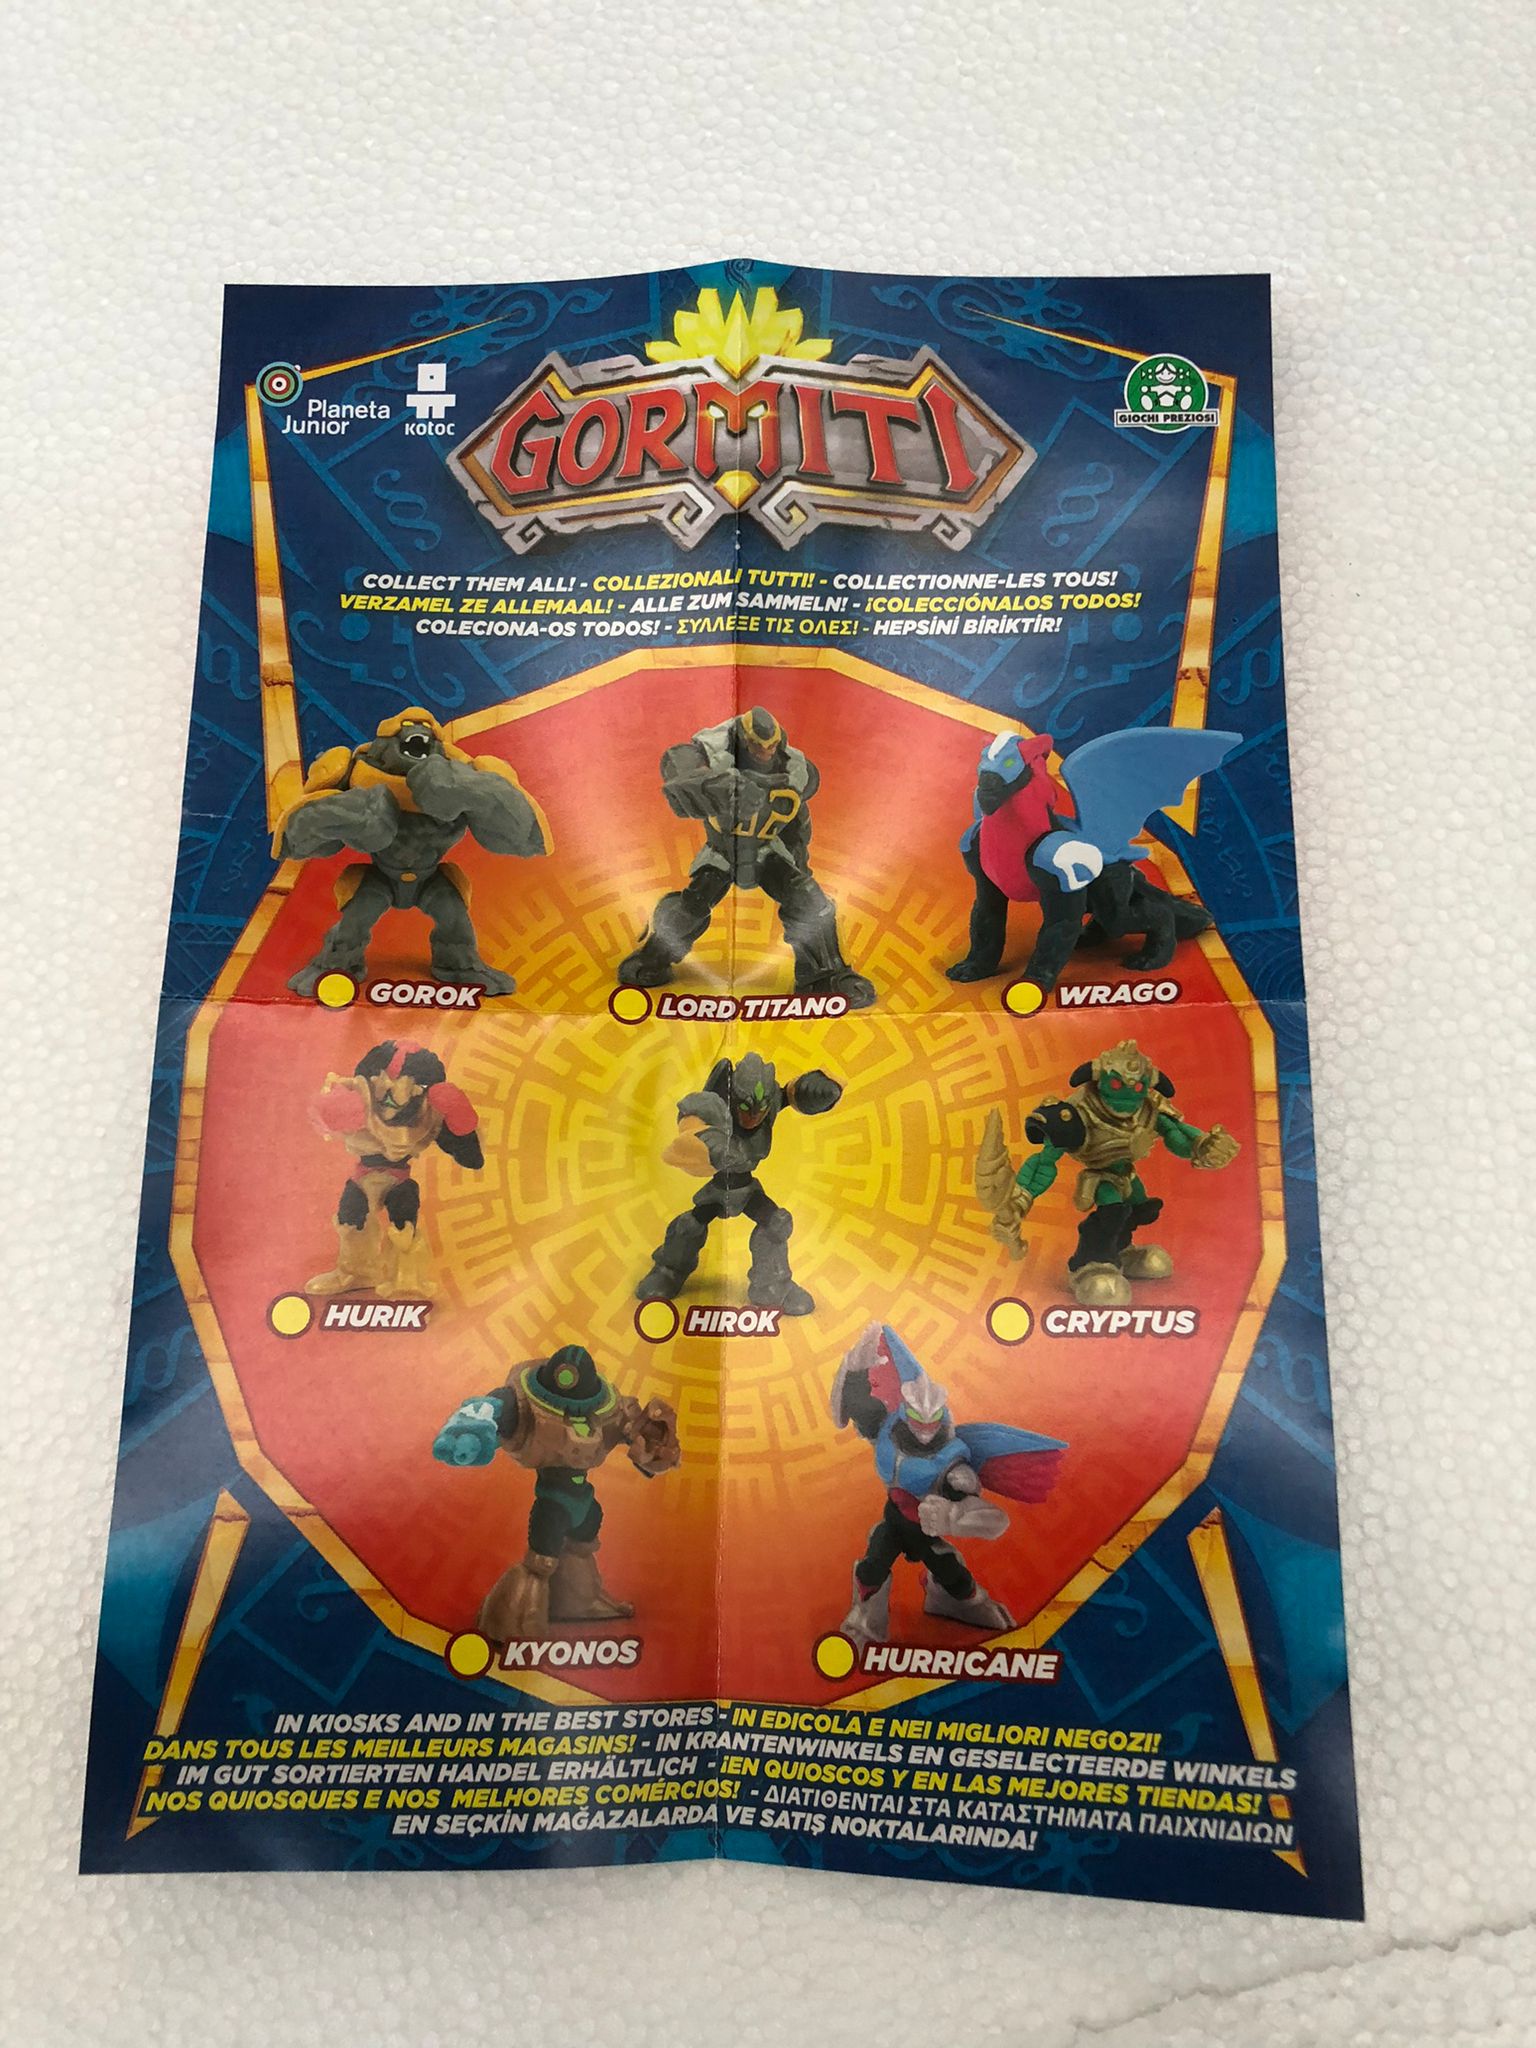 Planeta Junior
KOTOC
GORMITI
GIOCHI PREZIOSI
COLLECT THEM ALL! - COLLEZIONALI TUTTI! - COLLECTIONNE-LES TOUS!
VERZAMEL ZE ALLEMAAL! - ALLE ZUM SAMMELN! - ¡COLECCIÓNALOS TODOS!
COLECIONA-OS TODOS! - ΣΥΛΛΕΞΕ ΤΙΣ ΟΛΕΣ! - HEPSİNİ BİRİKTİR!
GOROK
LORD TITANO
WRAGO
HURIK
HIROK
CRYPTUS
KYONOS
HURRICANE
IN KIOSKS AND IN THE BEST STORES - IN EDICOLA E NEI MIGLIORI NEGOZI!
DANS TOUS LES MEILLEURS MAGASINS! - IN KRANTENWINKELS EN GESELECTEERDE WINKELS
IM GUT SORTIERTEN HANDEL ERHÄLTLICH - ¡EN QUIOSCOS Y EN LAS MEJORES TIENDAS!
NOS QUIOSQUES E NOS MELHORES COMÉRCIOS! - ΔΙΑΤΙΘΕΝΤΑΙ ΣΤΑ ΚΑΤΑΣΤΗΜΑΤΑ ΠΑΙΧΝΙΔΙΩΝ
EN SEÇKİN MAĞAZALARDA VE SATIŞ NOKTALARINDA!